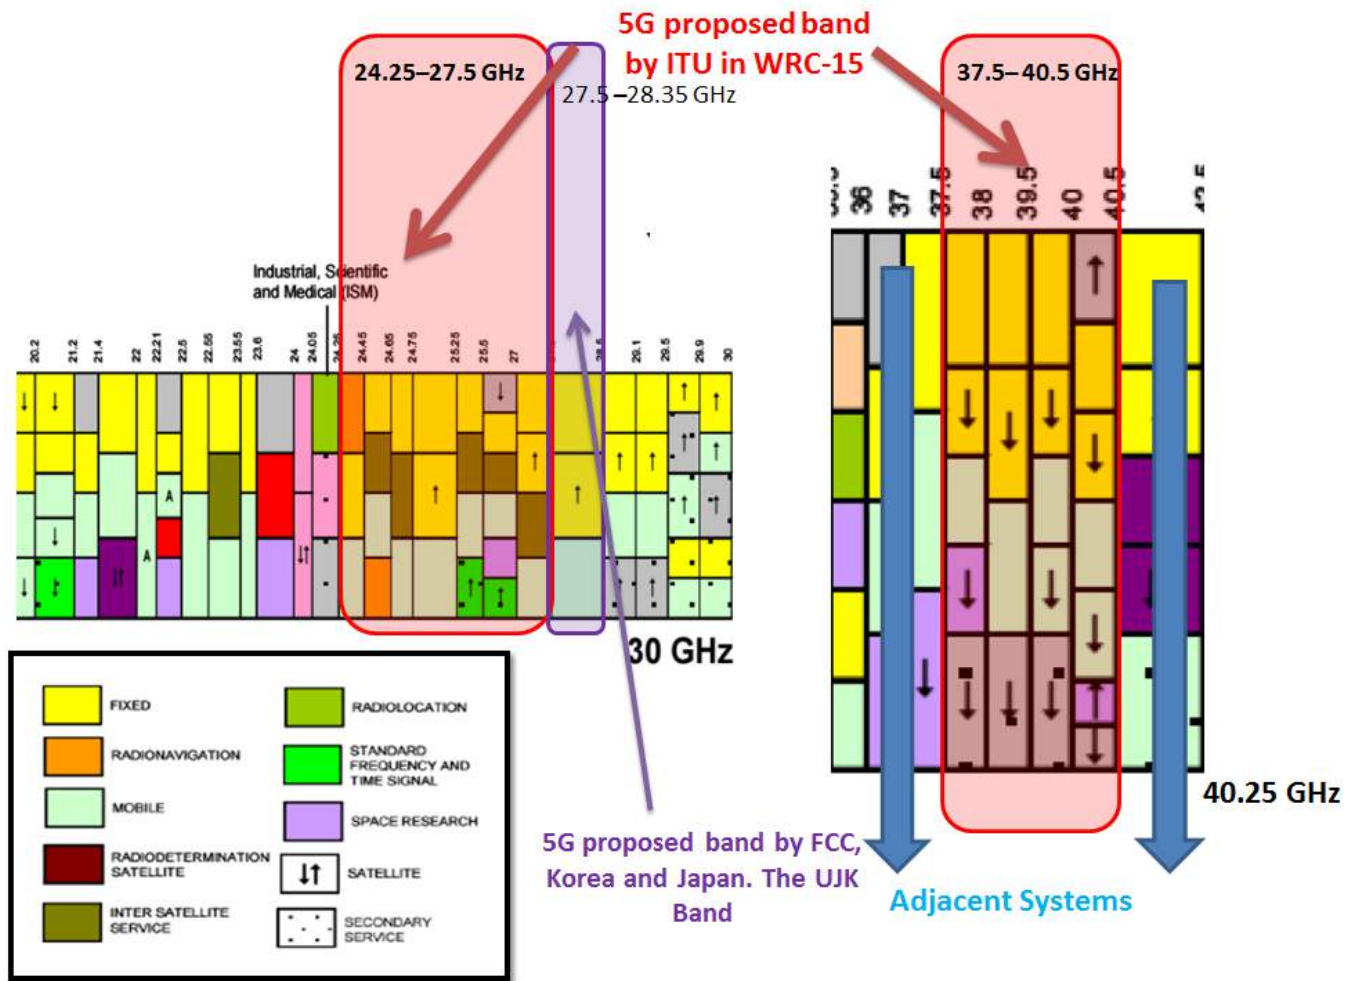 5G proposed band
by ITU in WRC-15
24.25–27.5 GHz
27.5–28.35 GHz
37.5–40.5 GHz
36
37
37.5
38
39.5
40
40.5
Industrial, Scientific
and Medical (ISM)
20.2
21.2
21.4
22
22.21
22.5
22.55
23.55
23.6
24
24.05
24.25
24.45
24.65
24.75
25.25
25.5
27
28.5
29.1
29.5
29.9
30
A
A
30 GHz
FIXED
RADIONAVIGATION
MOBILE
RADIODETERMINATION
SATELLITE
INTER SATELLITE
SERVICE
RADIOLOCATION
STANDARD
FREQUENCY AND
TIME SIGNAL
SPACE RESEARCH
SATELLITE
SECONDARY
SERVICE
5G proposed band by FCC,
Korea and Japan. The UJK
Band
40.25 GHz
Adjacent Systems